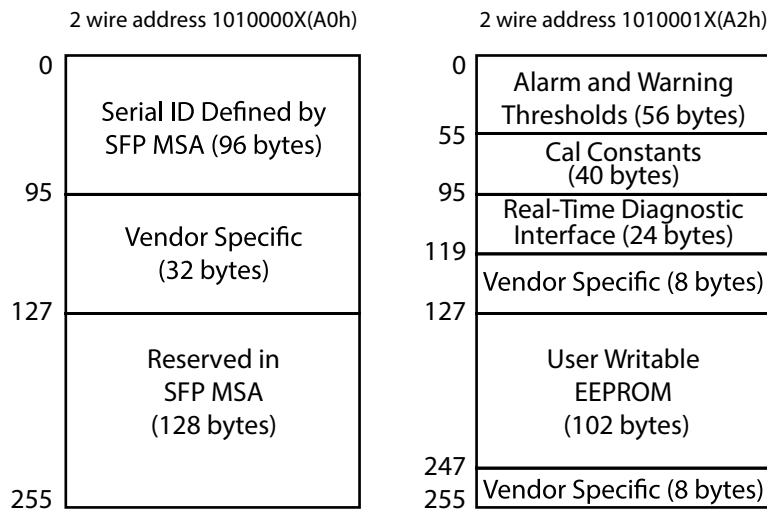 2 wire address 1010000X(A0h)
0
Serial ID Defined by
SFP MSA (96 bytes)
95
Vendor Specific
(32 bytes)
127
Reserved in
SFP MSA
(128 bytes)
255
2 wire address 1010001X(A2h)
0
Alarm and Warning
Thresholds (56 bytes)
55
Cal Constants
(40 bytes)
95
Real-Time Diagnostic
Interface (24 bytes)
119
Vendor Specific (8 bytes)
127
User Writable
EEPROM
(102 bytes)
247
Vendor Specific (8 bytes)
255